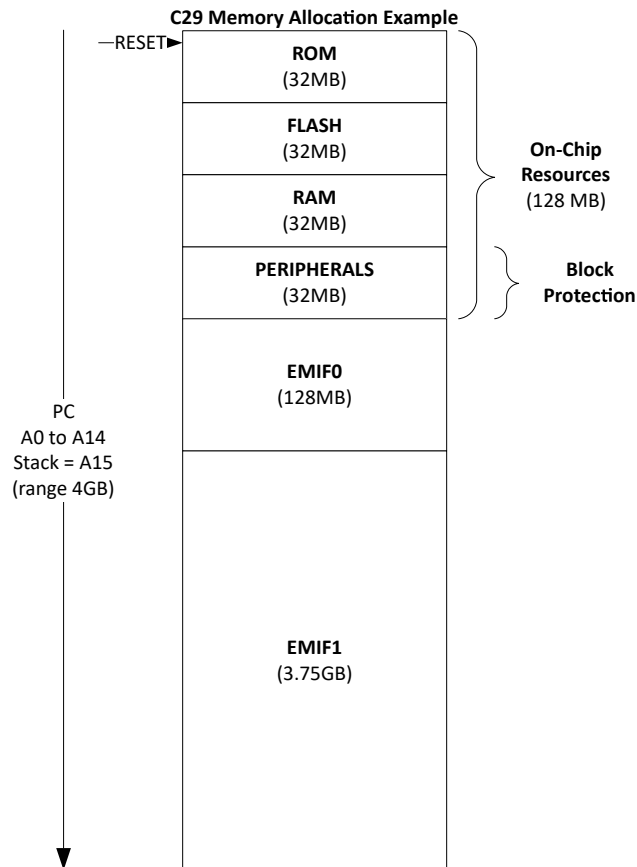 C29 Memory Allocation Example
—RESET
ROM
(32MB)
FLASH
(32MB)
RAM
(32MB)
PERIPHERALS
(32MB)
On-Chip
Resources
(128 MB)
Block
Protection
EMIF0
(128MB)
PC
A0 to A14
Stack = A15
(range 4GB)
EMIF1
(3.75GB)